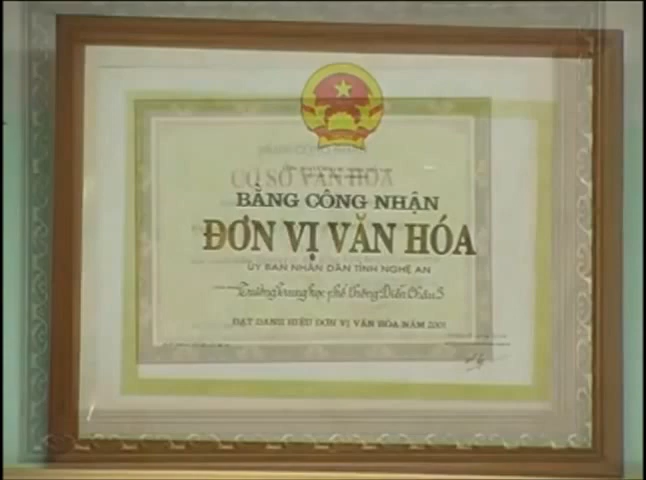 CƠ SỞ VĂN HÓA
BẰNG CÔNG NHẬN
ĐƠN VỊ VĂN HÓA
ỦY BAN NHÂN DÂN TỈNH NGHỆ AN
Trường Trung học phổ thông Diễn Châu 3
ĐẠT DANH HIỆU ĐƠN VỊ VĂN HÓA NĂM